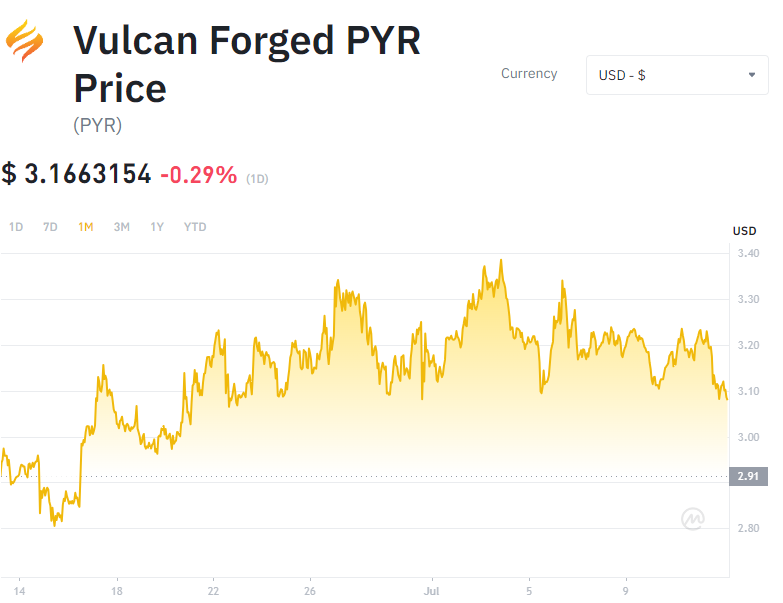 Vulcan Forged PYR
Price
(PYR)
Currency
USD - $
$ 3.1663154 -0.29% (1D)
1D 7D 1M 3M 1Y YTD
USD
3.40
3.30
3.20
3.10
3.00
2.91
2.80
14 18 22 26 Jul 5 9